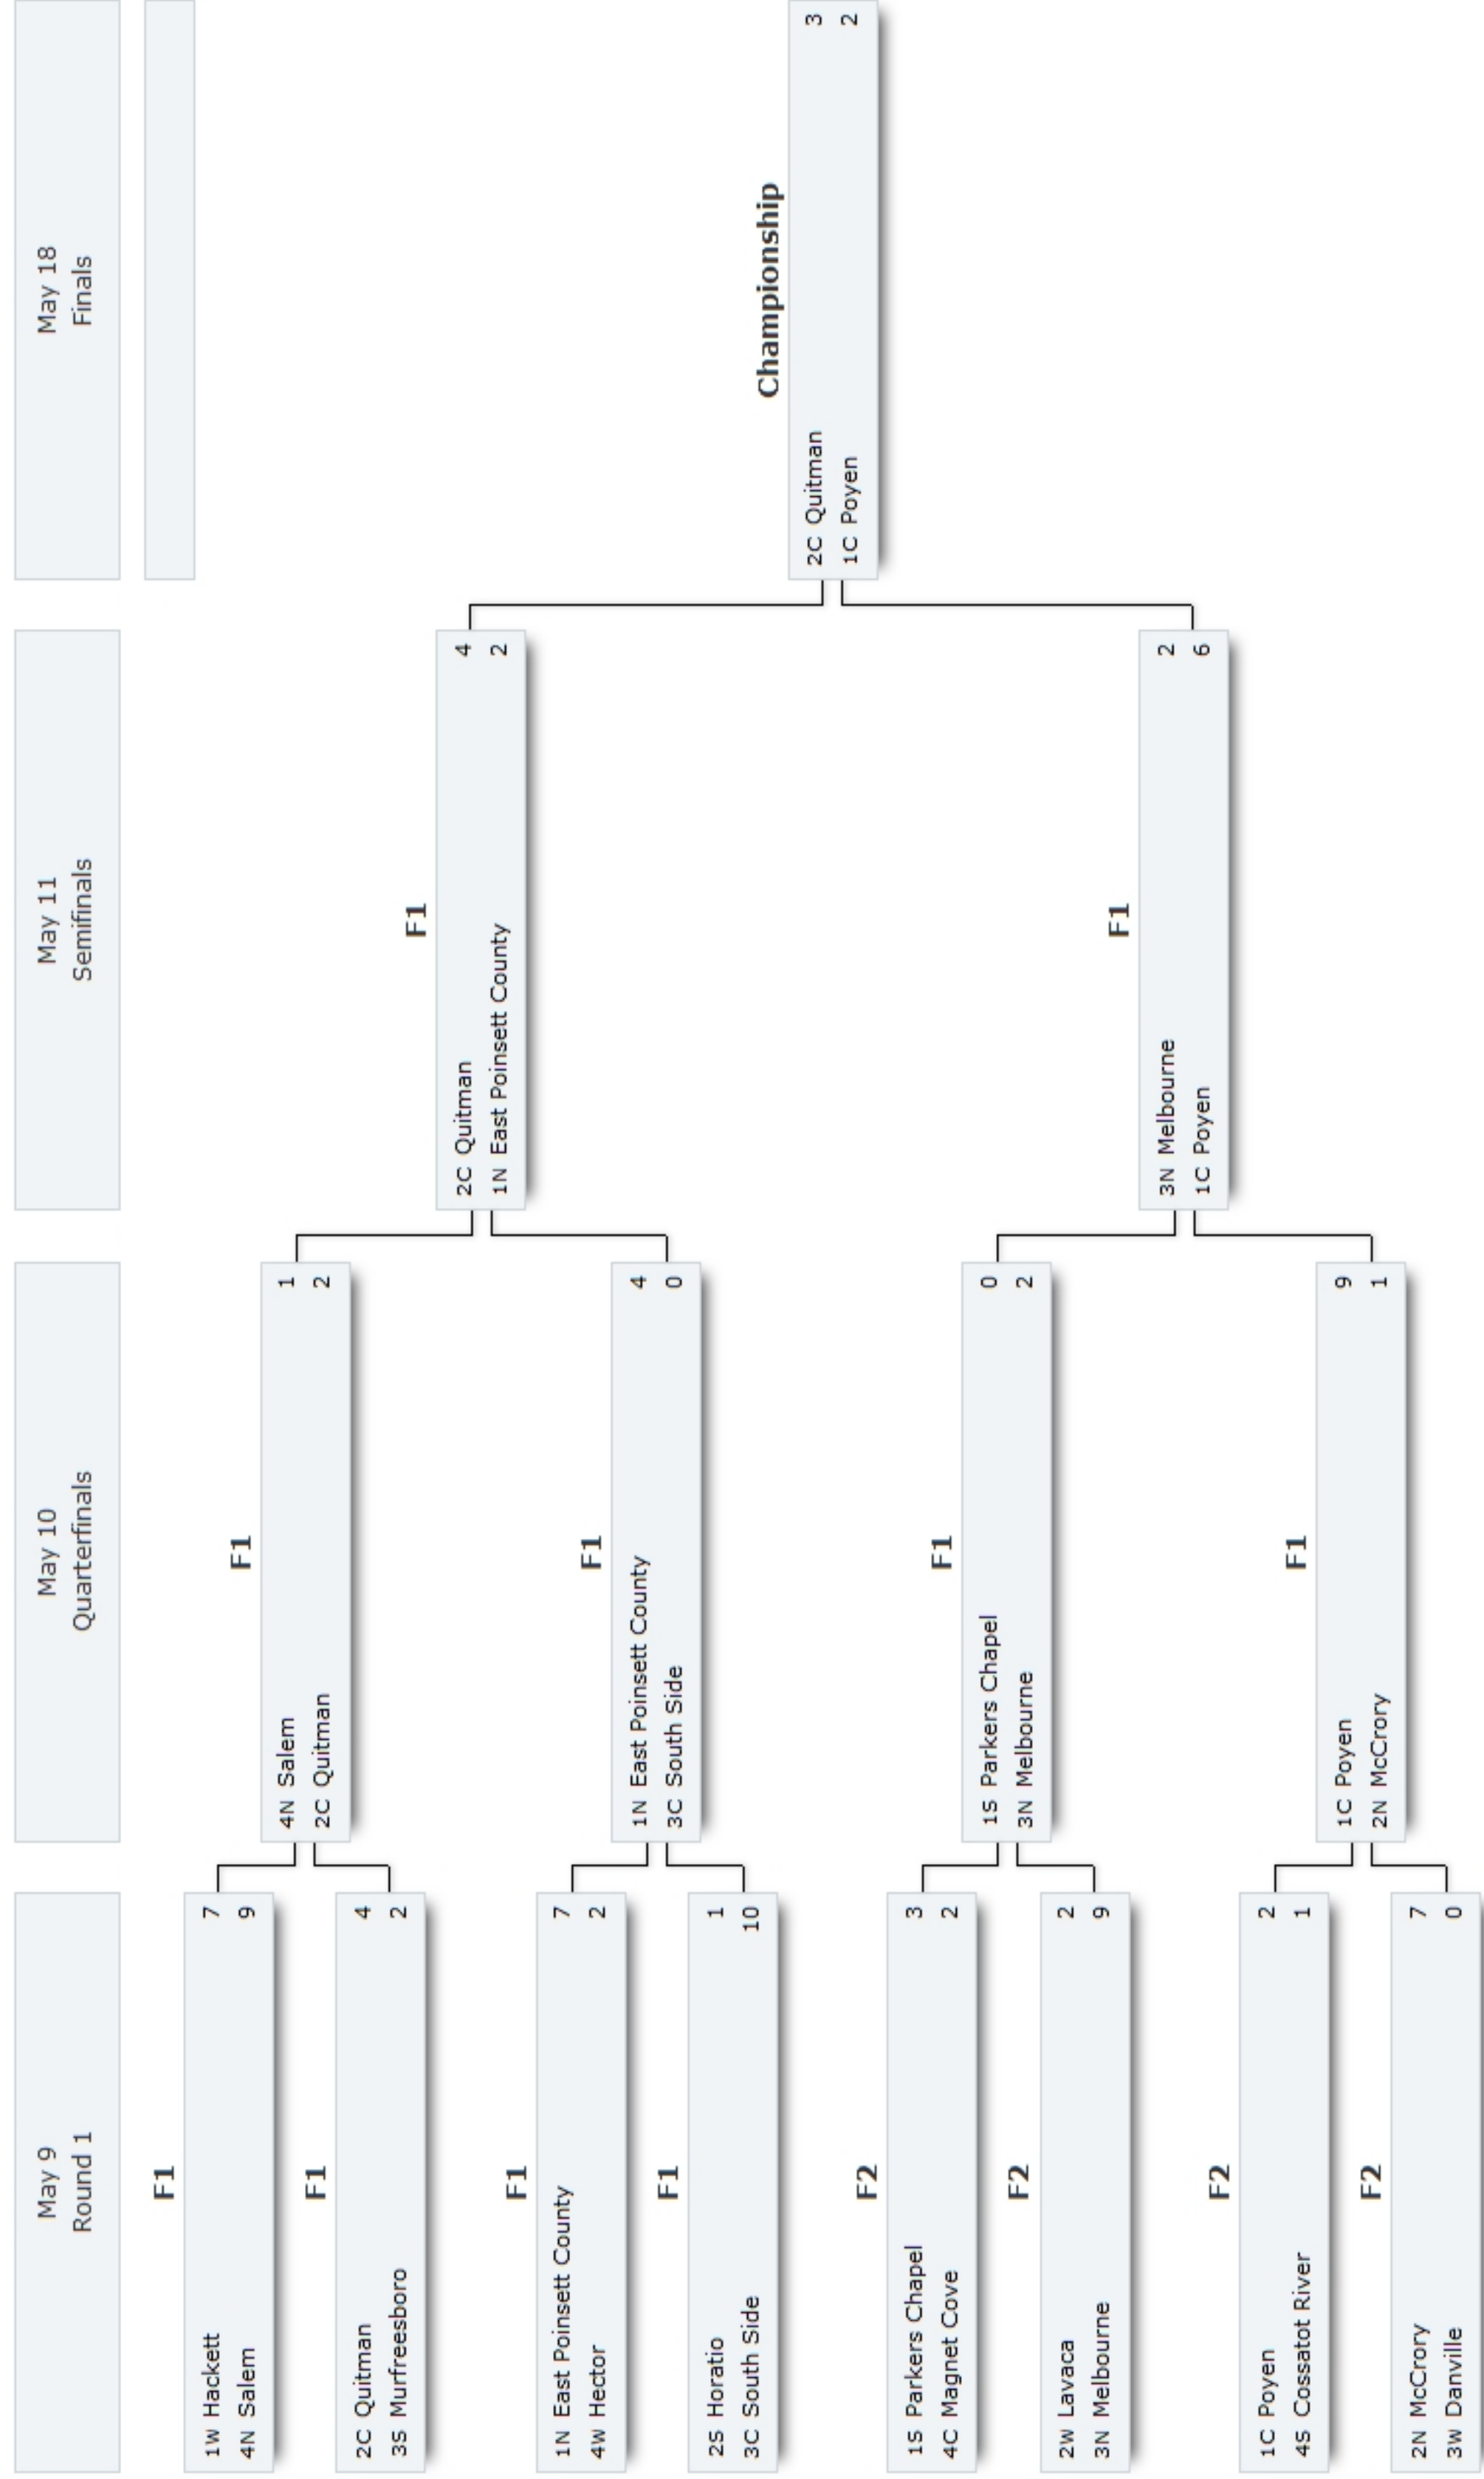 May 9
Round 1
May 10
Quarterfinals
May 11
Semifinals
May 18
Finals
F1
1W Hackett 7
4N Salem 9
F1
2C Quitman 4
3S Murfreesboro 2
F1
1N East Poinsett County 7
4W Hector 2
F1
2S Horatio 1
3C South Side 10
F2
1S Parkers Chapel 3
4C Magnet Cove 2
F2
2W Lavaca 2
3N Melbourne 9
F2
1C Poyen 2
4S Cossatot River 1
F2
2N McCrory 7
3W Danville 0
F1
4N Salem 1
2C Quitman 2
F1
1N East Poinsett County 4
3C South Side 0
F1
1S Parkers Chapel 0
3N Melbourne 2
F1
1C Poyen 9
2N McCrory 1
F1
2C Quitman 4
1N East Poinsett County 2
F1
3N Melbourne 2
1C Poyen 6
Championship
2C Quitman 3
1C Poyen 2